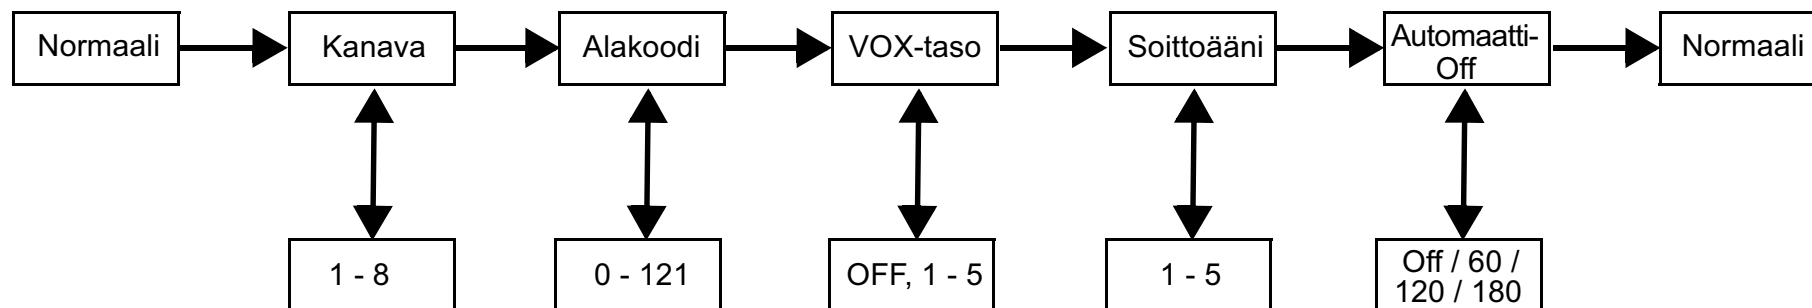 Normaali
Kanava
Alakoodi
VOX-taso
Soittoääni
Automaatti-
Off
Normaali
1 - 8
0 - 121
OFF, 1 - 5
1 - 5
Off / 60 /
120 / 180